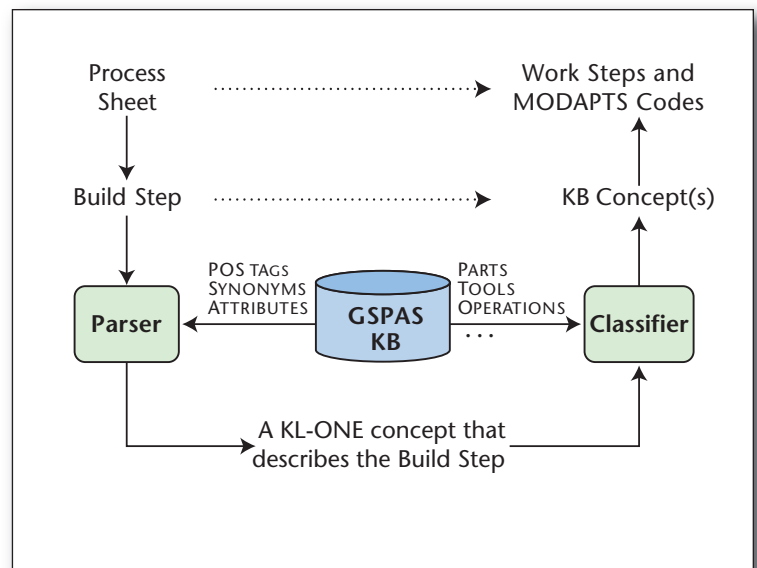 Process
Sheet
Work Steps and
MODAPTS Codes
Build Step
KB Concept(s)
POS TAGS
SYNONYMS
ATTRIBUTES
PARTS
TOOLS
OPERATIONS
...
Parser
GSPAS
KB
Classifier
A KL-ONE concept that
describes the Build Step